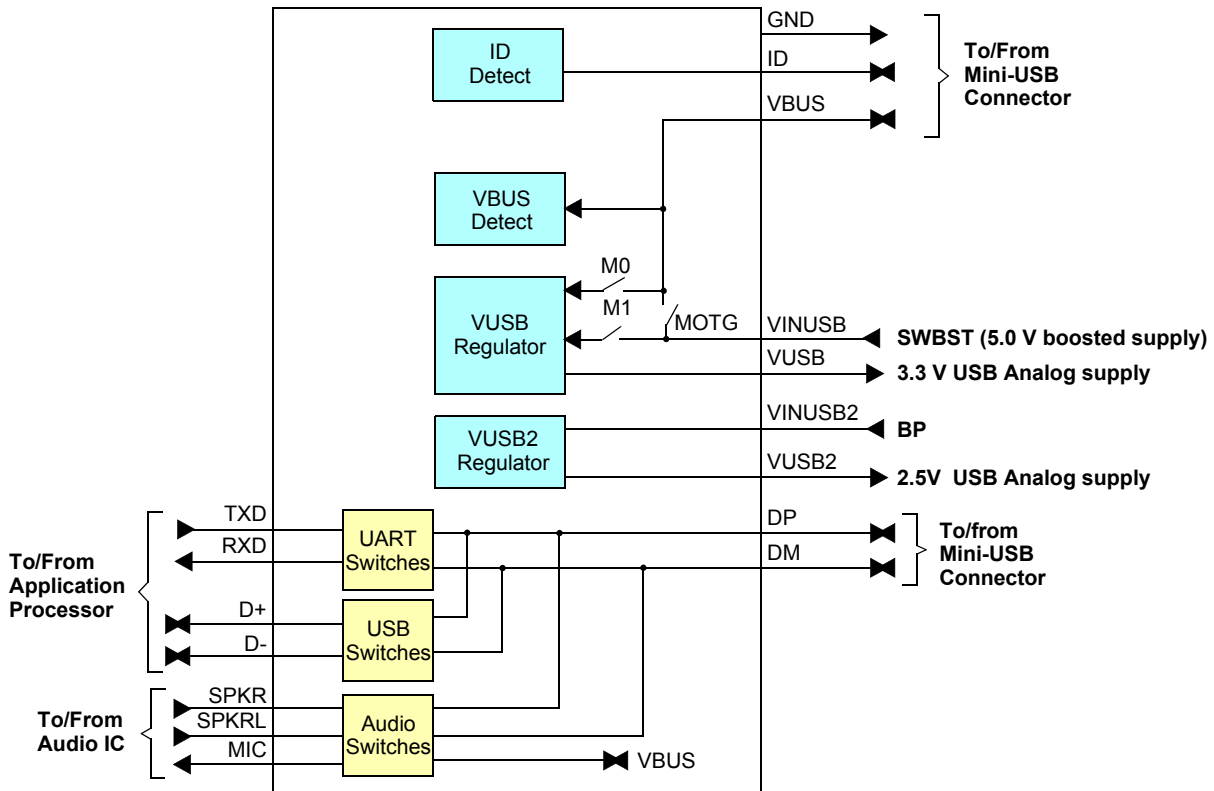 GND
ID
Detect
ID
To/From
Mini-USB
Connector
VBUS
VBUS
Detect
M0
M1
MOTG
VUSB
Regulator
VINUSB
SWBST (5.0 V boosted supply)
VUSB
3.3 V USB Analog supply
VINUSB2
BP
VUSB2
Regulator
VUSB2
2.5V  USB Analog supply
TXD
RXD
UART
Switches
DP
DM
To/from
Mini-USB
Connector
To/From
Application
Processor
D+
D-
USB
Switches
SPKR
SPKRL
MIC
To/From
Audio IC
Audio
Switches
VBUS